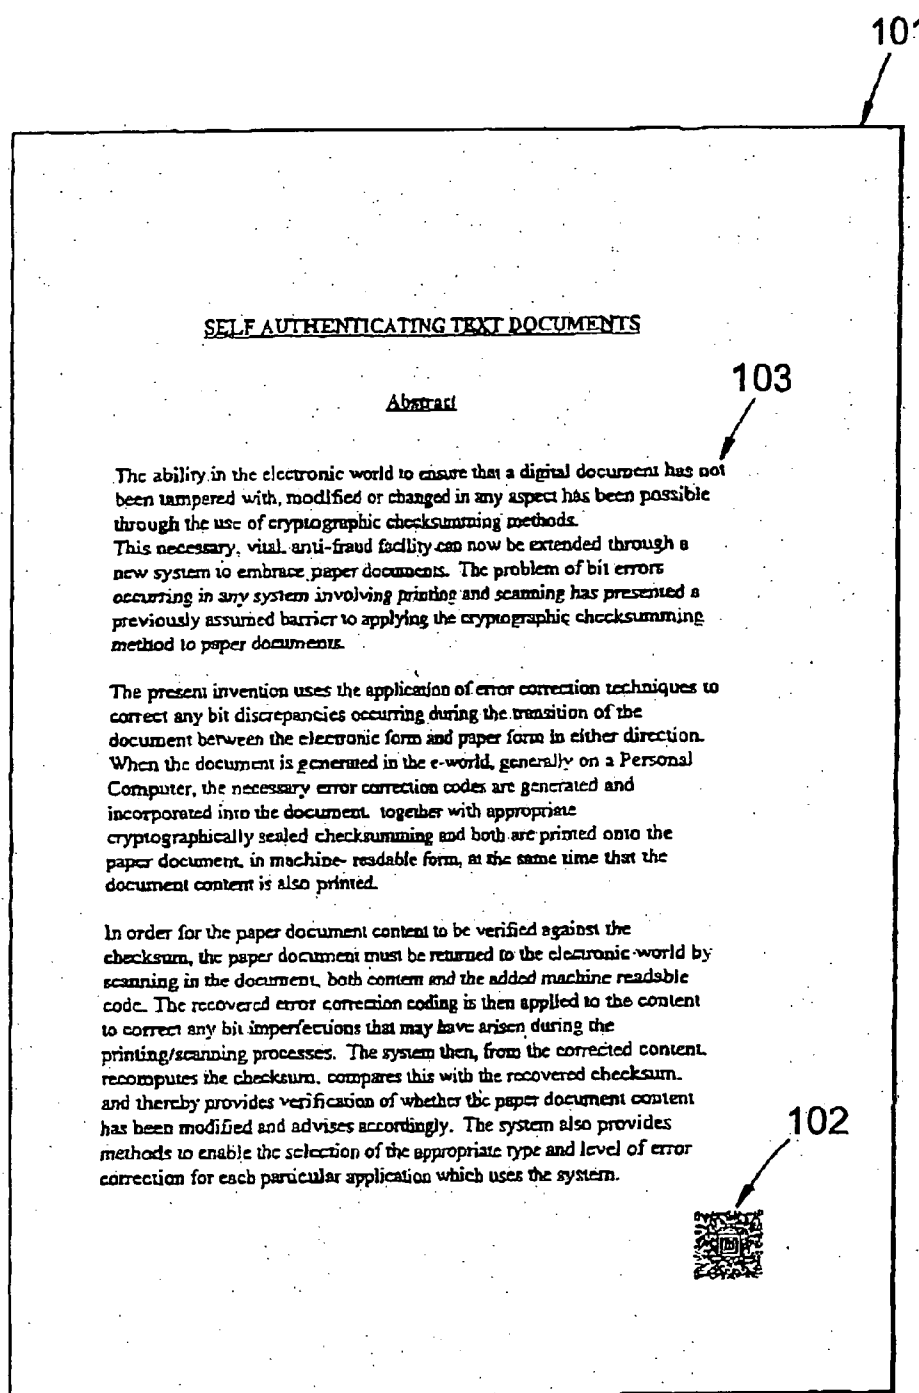 101
SELF AUTHENTICATING TEXT DOCUMENTS
103
Abstract
The ability in the electronic world to ensure that a digital document has not
been tampered with, modified or changed in any aspect has been possible
through the use of cryptographic checksumming methods.
This necessary, vital anti-fraud facility can now be extended through a
new system to embrace paper documents. The problem of bit errors
occurring in any system involving printing and scanning has presented a
previously assumed barrier to applying the cryptographic checksumming
method to paper documents.
The present invention uses the application of error correction techniques to
correct any bit discrepancies occurring during the transition of the
document between the electronic form and paper form in either direction.
When the document is generated in the e-world, generally on a Personal
Computer, the necessary error correction codes are generated and
incorporated into the document together with appropriate
cryptographically sealed checksumming and both are printed onto the
paper document, in machine- readable form, at the same time that the
document content is also printed.
In order for the paper document content to be verified against the
checksum, the paper document must be returned to the electronic-world by
scanning in the document, both content and the added machine readable
code. The recovered error correction coding is then applied to the content
to correct any bit imperfections that may have arisen during the
printing/scanning processes. The system then, from the corrected content,
recomputes the checksum, compares this with the recovered checksum.
and thereby provides verification of whether the paper document content
has been modified and advises accordingly. The system also provides
methods to enable the selection of the appropriate type and level of error
correction for each particular application which uses the system.
102